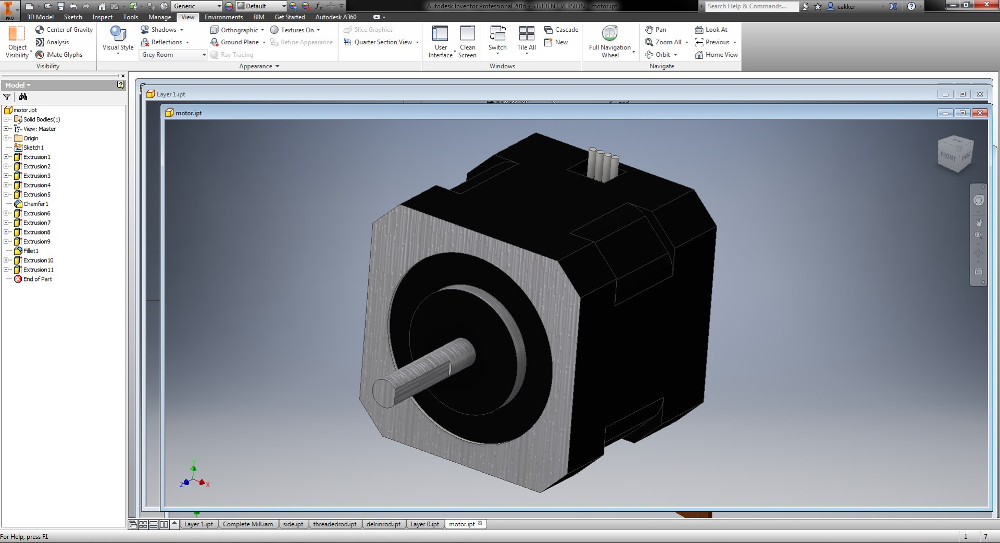 Generic Default Autodesk Inventor Professional motor.ipt Search Help & Commands... cakker
PRO 3D Model Sketch Inspect Tools Manage View Environments BIM Get Started Autodesk A360
Object Visibility
Center of Gravity
Analysis
iMate Glyphs
Visibility
Visual Style
Shadows
Reflections
Grey Room
Orthographic
Ground Plane
Ray Tracing
Textures On
Refine Appearance
Appearance
Slice Graphics
Quarter Section View
User Interface
Clean Screen
Switch
Tile All
Cascade
New
Windows
Full Navigation Wheel
Pan
Zoom All
Orbit
Look At
Previous
Home View
Navigate
Model
motor.ipt
Solid Bodies(1)
View: Master
Origin
Sketch1
Extrusion1
Extrusion2
Extrusion3
Extrusion4
Extrusion5
Chamfer1
Extrusion6
Extrusion7
Extrusion8
Extrusion9
Fillet1
Extrusion10
Extrusion11
End of Part
Layer 1.ipt
motor.ipt
FRONT
Y
Z
X
Layer 1.ipt Complete Milliam side.ipt threadedrod.ipt delrinrod.ipt Layer 0.ipt motor.ipt
For Help, press F1 1 7